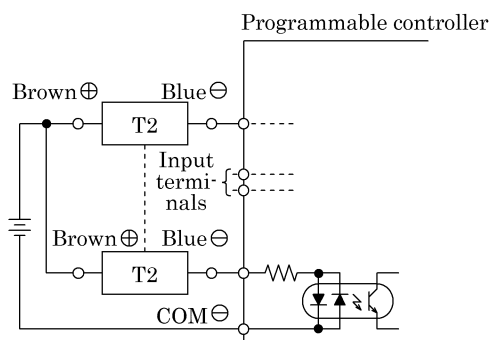 Programmable controller
Brown ⊕
Blue ⊖
T2
Input
termi-
nals
Brown ⊕
Blue ⊖
T2
COM ⊖